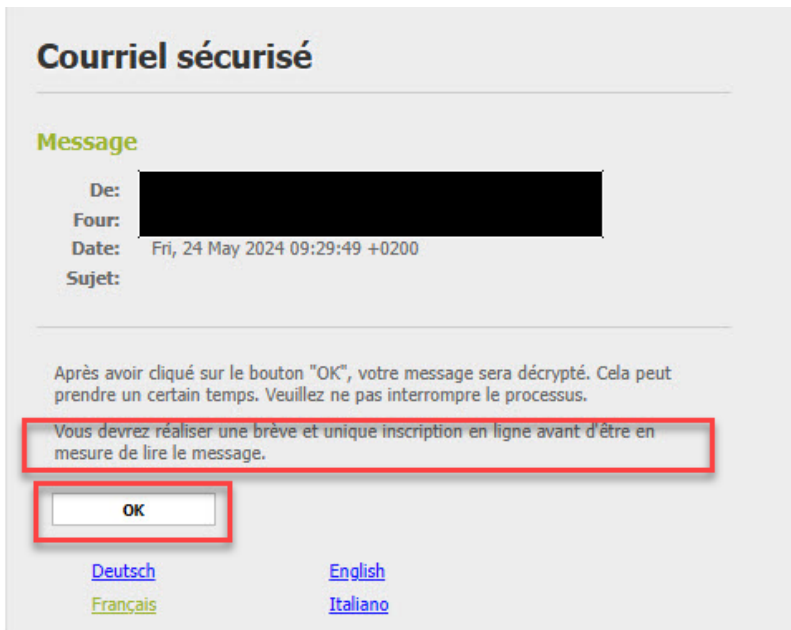 Courriel sécurisé
Message
De:
Four:
Date: Fri, 24 May 2024 09:29:49 +0200
Sujet:
Après avoir cliqué sur le bouton "OK", votre message sera décrypté. Cela peut
prendre un certain temps. Veuillez ne pas interrompre le processus.
Vous devrez réaliser une brève et unique inscription en ligne avant d'être en
mesure de lire le message.
OK
Deutsch English
Français Italiano